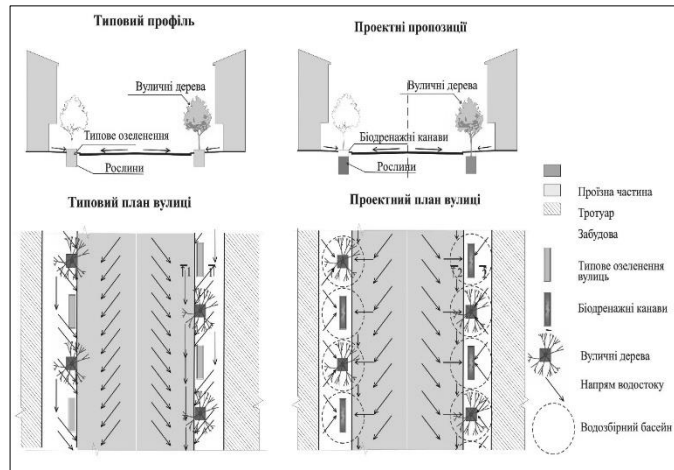 Типовий профіль
Проектні пропозиції
Вуличні дерева
Вуличні дерева
Типове озеленення
Біодренажні канави
Рослини
Рослини
Типовий план вулиці
Проектний план вулиці
Проїзна частина
Тротуар
Забудова
Типове озеленення
вулиць
Біодренажні канави
Вуличні дерева
Напрям водостоку
Водозбірний басейн